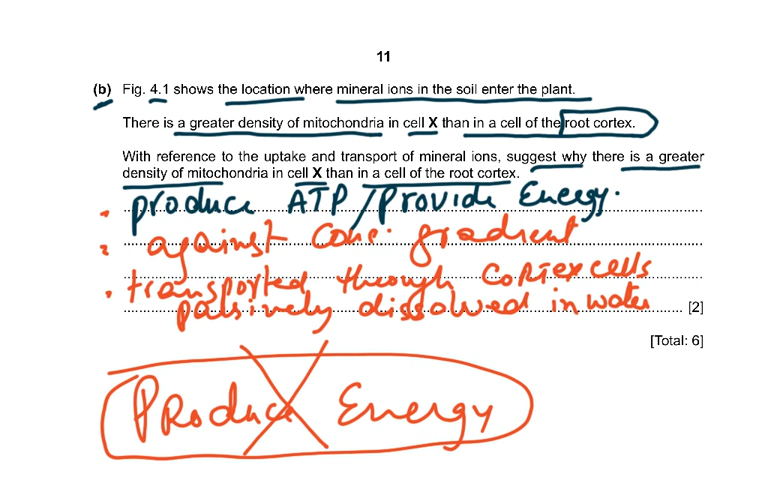 11
(b) Fig. 4.1 shows the location where mineral ions in the soil enter the plant.
There is a greater density of mitochondria in cell X than in a cell of the root cortex.
With reference to the uptake and transport of mineral ions, suggest why there is a greater
density of mitochondria in cell X than in a cell of the root cortex.
produce ATP/Provide Energy.
against conc. gradient
transported through cortex cells
passively dissolved in water [2]
[Total: 6]
Produce Energy